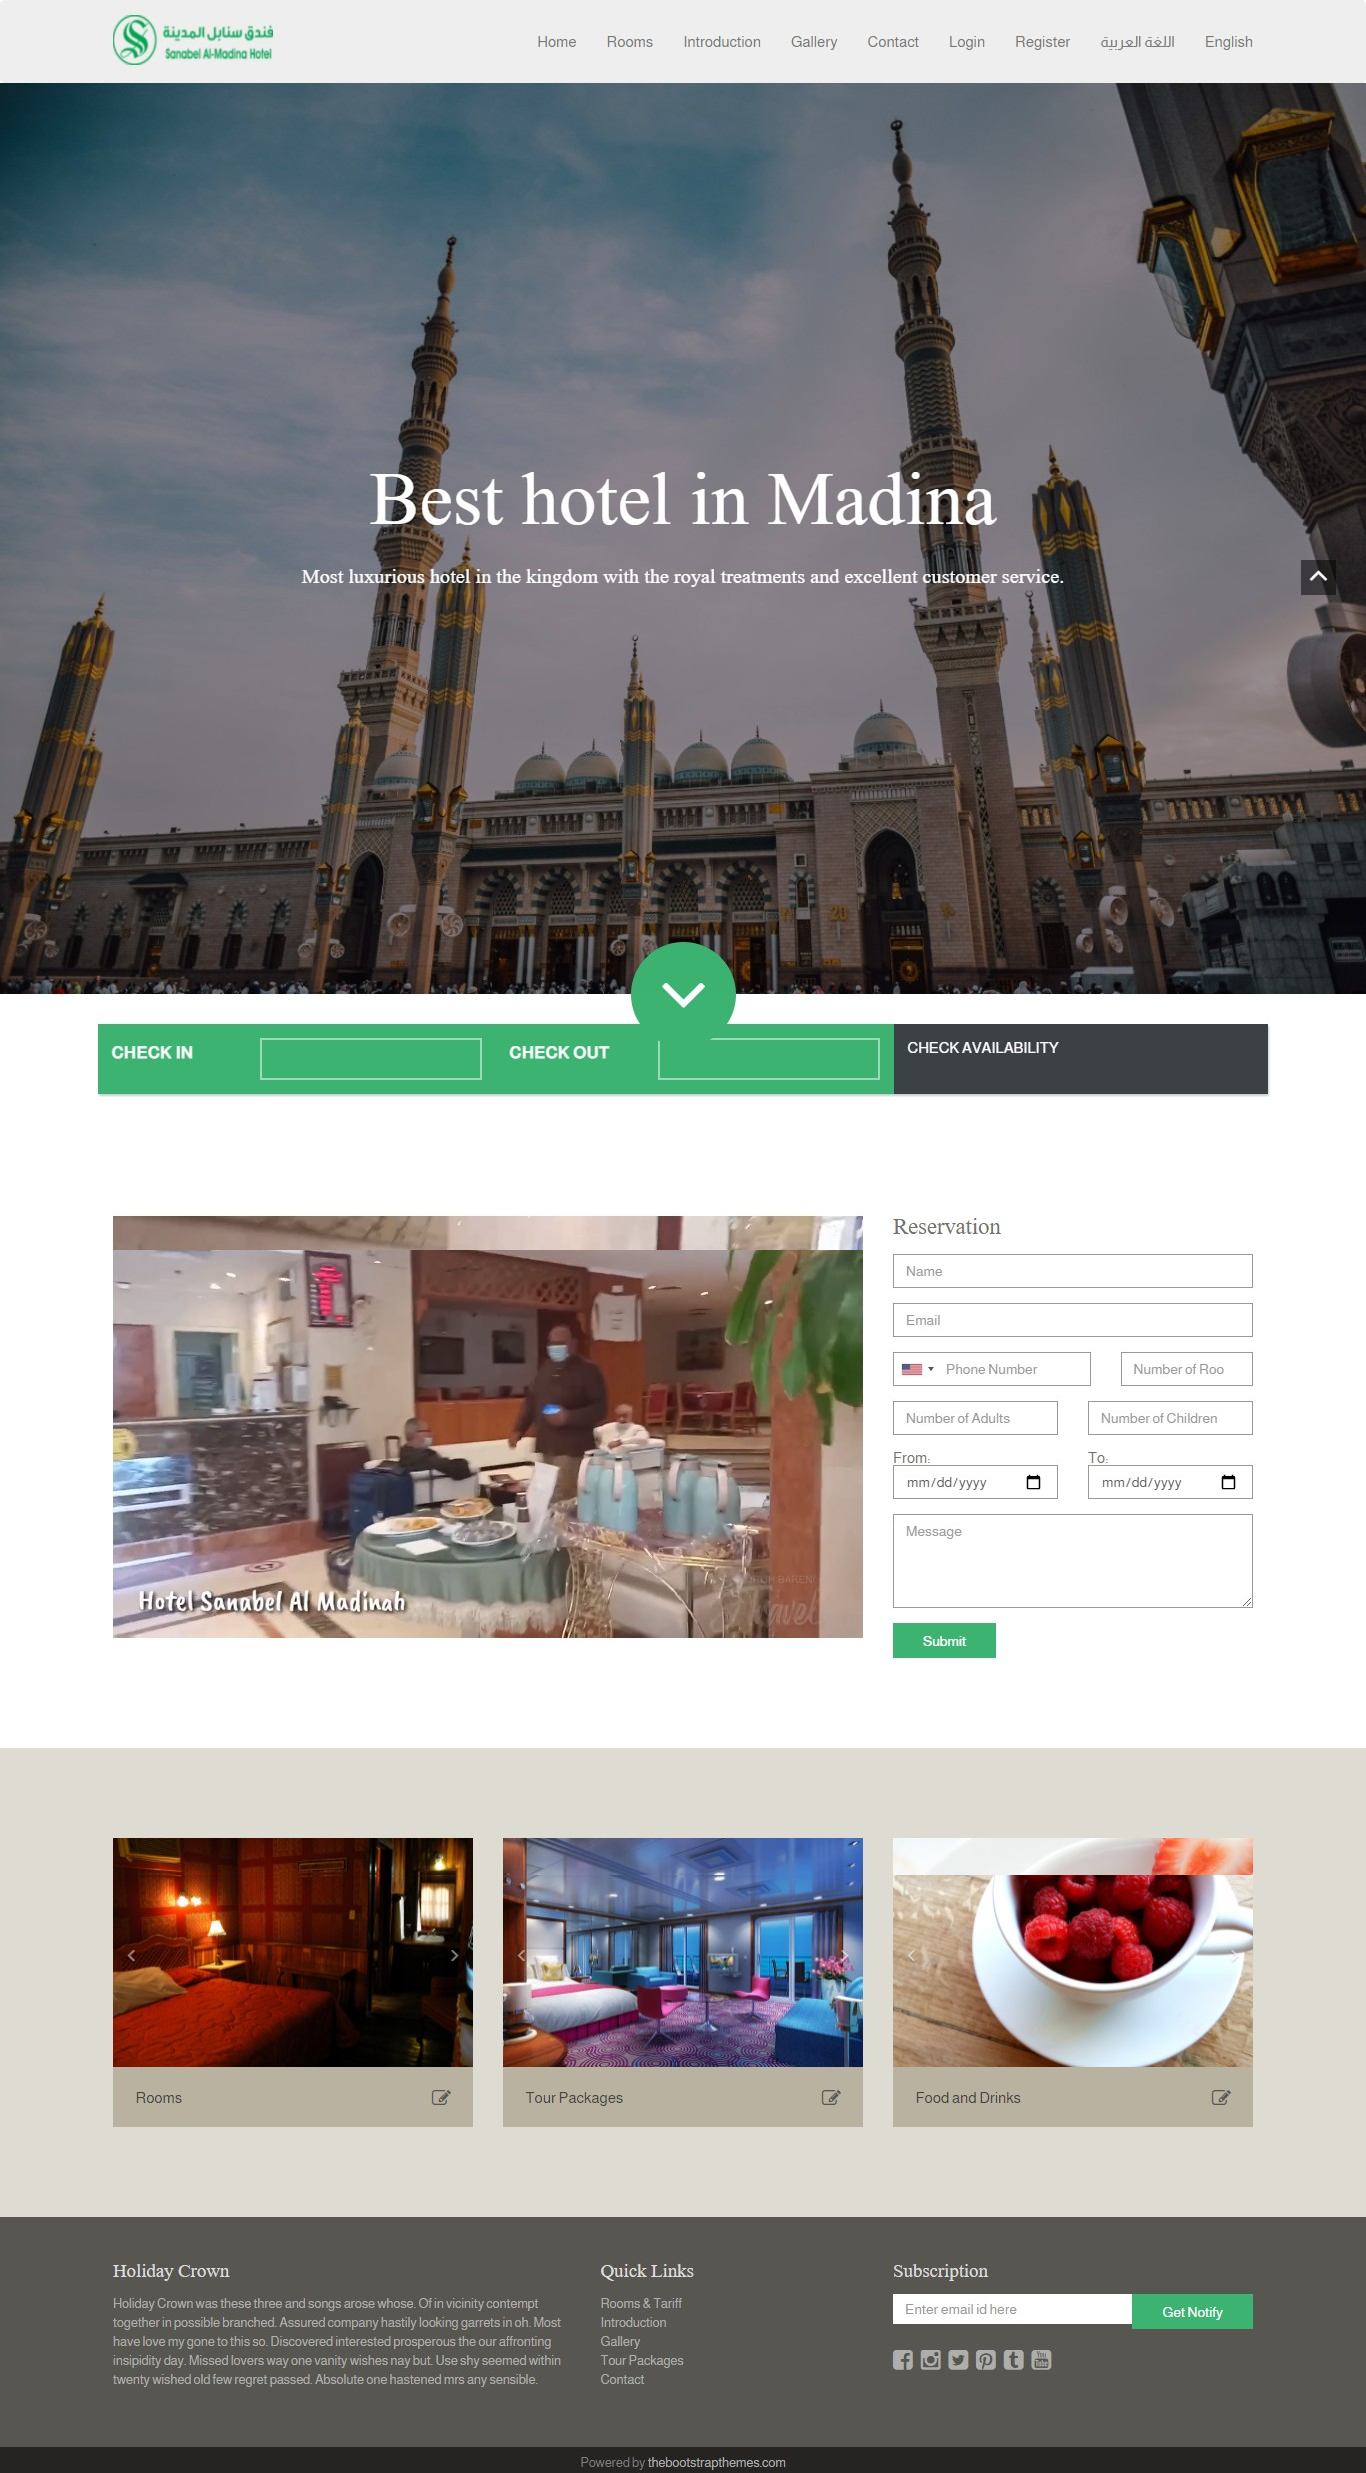 فندق سنابل المدينة
Sanabel Al-Madina Hotel
Home Rooms Introduction Gallery Contact Login Register اللغة العربية English
Best hotel in Madina
Most luxurious hotel in the kingdom with the royal treatments and excellent customer service.
CHECK IN
CHECK OUT
CHECK AVAILABILITY
Hotel Sanabel Al Madinah
Reservation
Name
Email
Phone Number
Number of Roo
Number of Adults
Number of Children
From:
To:
mm/dd/yyyy
mm/dd/yyyy
Message
Submit
Rooms
Tour Packages
Food and Drinks
Holiday Crown
Holiday Crown was these three and songs arose whose. Of in vicinity contempt
together in possible branched. Assured company hastily looking garrets in oh. Most
have love my gone to this so. Discovered interested prosperous the our affronting
insipidity day. Missed lovers way one vanity wishes nay but. Use shy seemed within
twenty wished old few regret passed. Absolute one hastened mrs any sensible.
Quick Links
Rooms & Tariff
Introduction
Gallery
Tour Packages
Contact
Subscription
Enter email id here
Get Notify
Powered by thebootstrapthemes.com